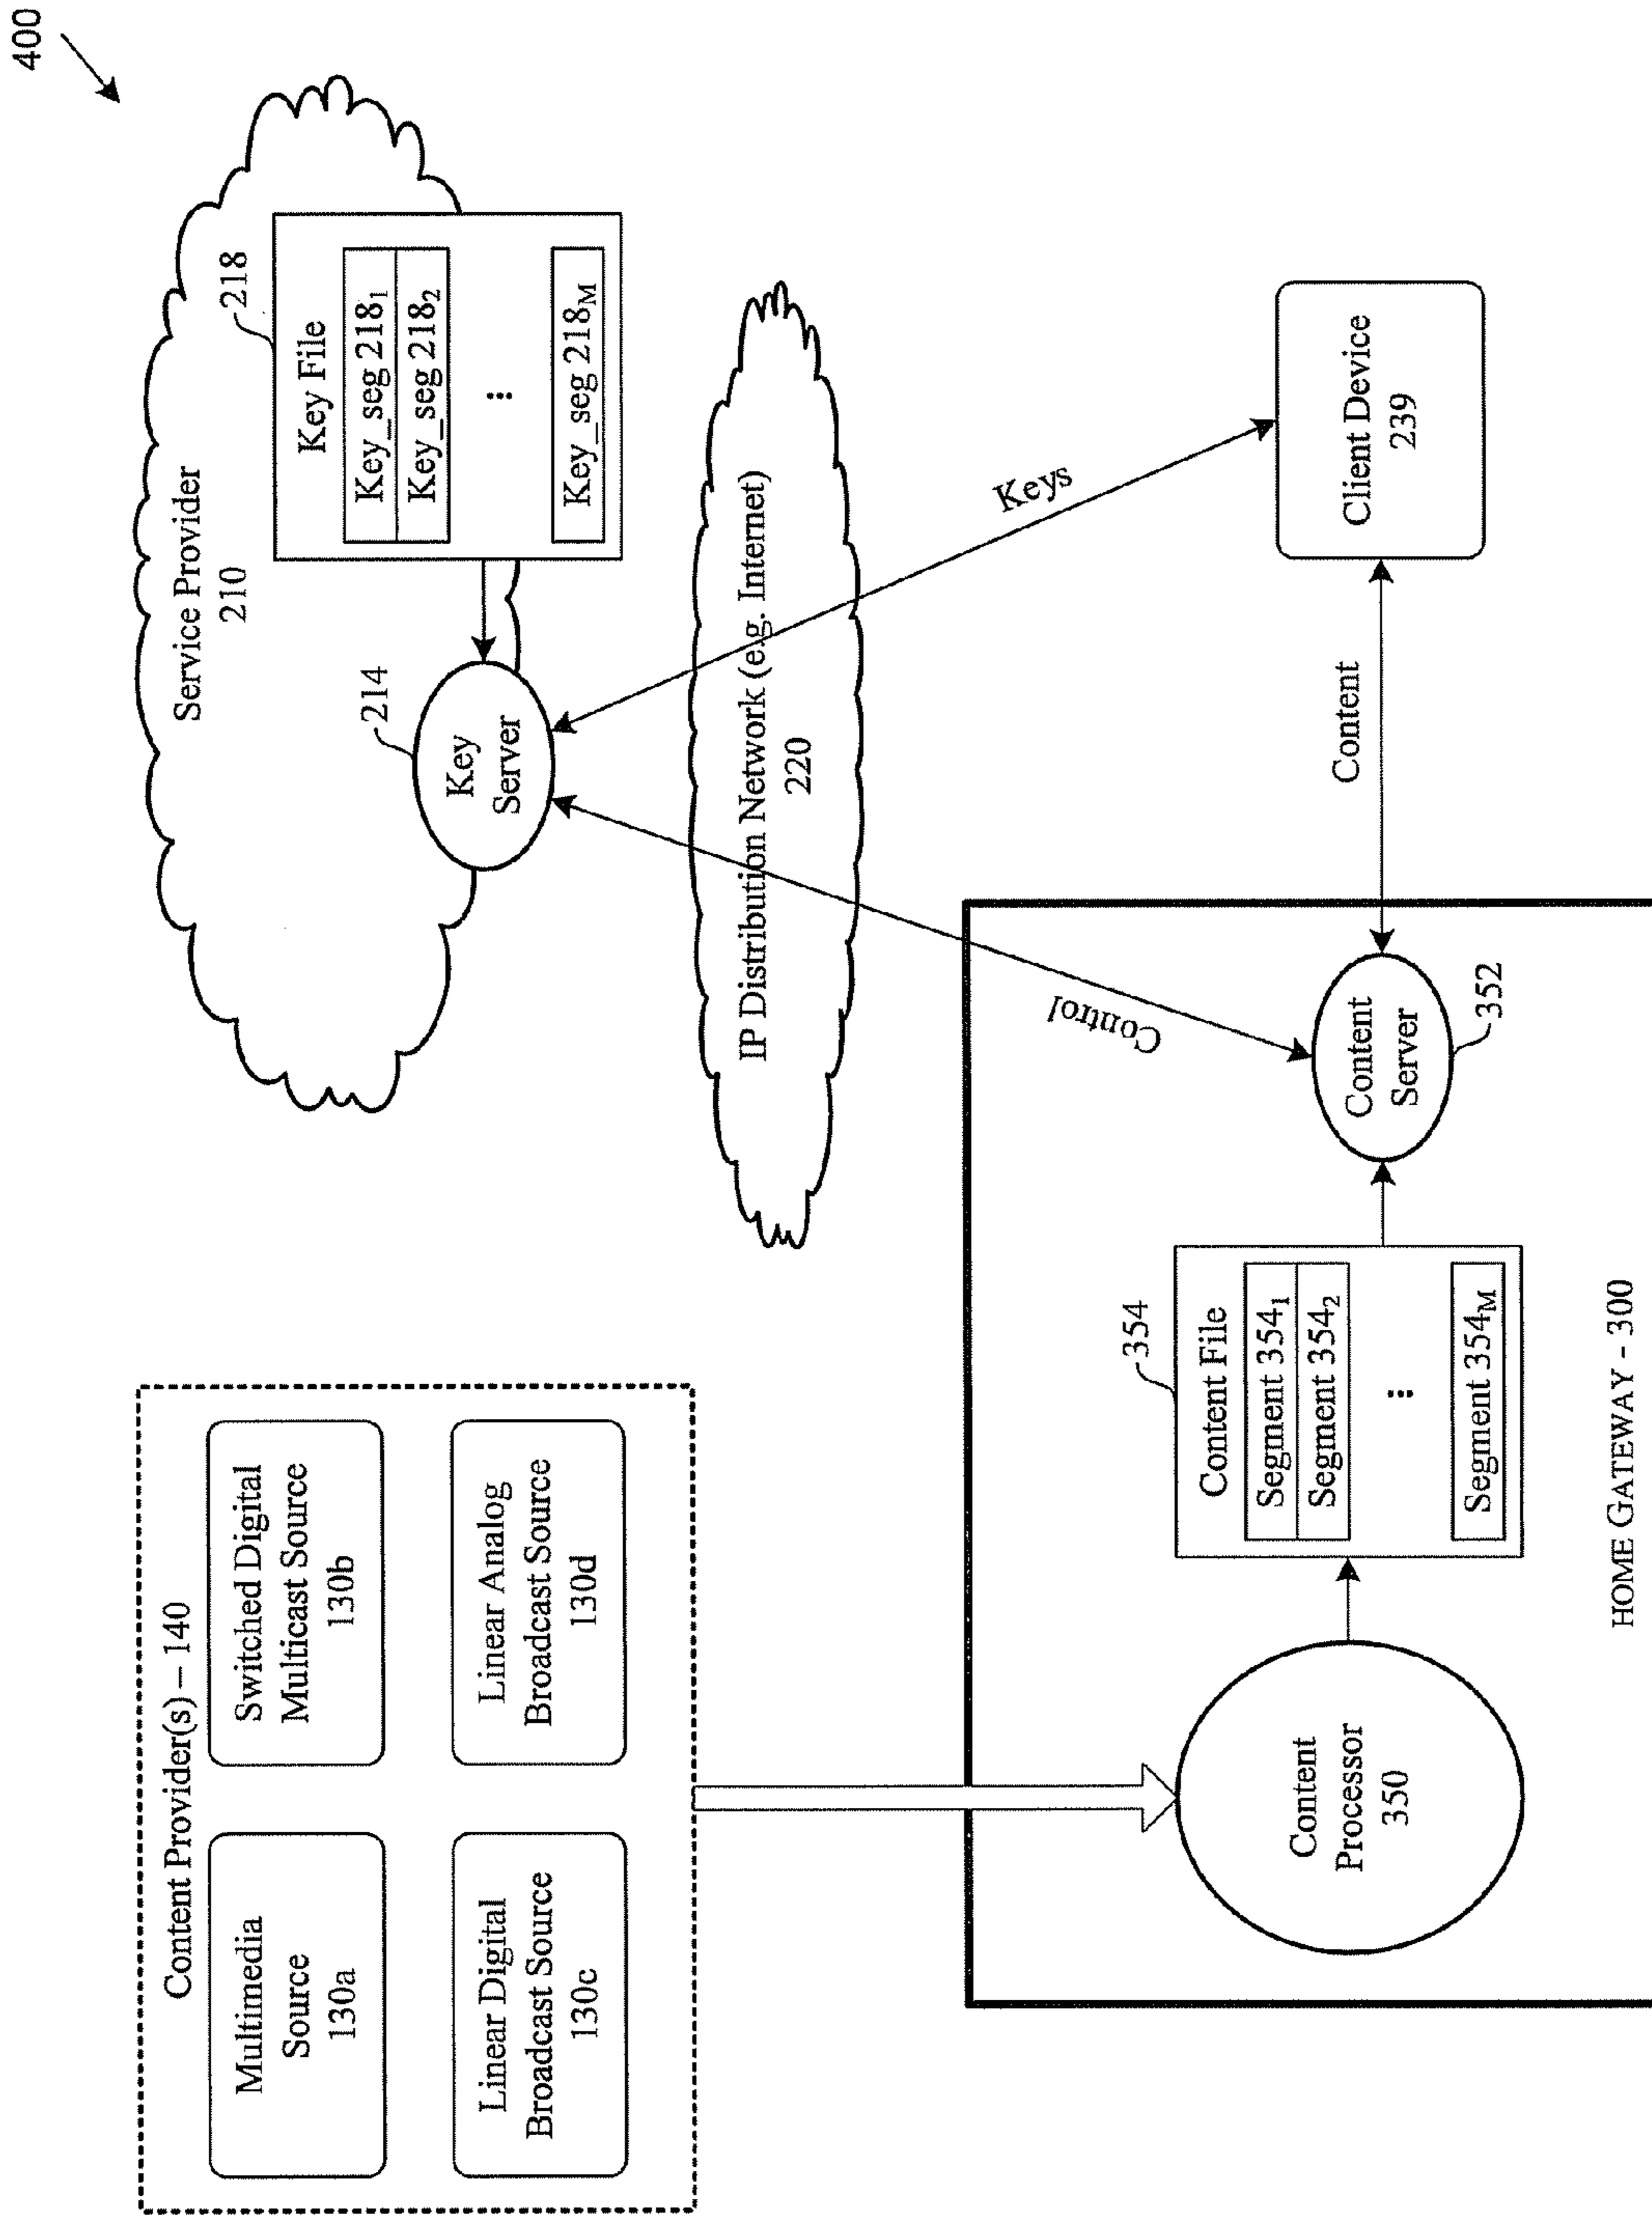 400
Content Provider(s) – 140
Multimedia
Source
130a
Switched Digital
Multicast Source
130b
Linear Digital
Broadcast Source
130c
Linear Analog
Broadcast Source
130d
Service Provider
210
214
Key
Server
218
Key File
Key_seg 218₁
Key_seg 218₂
⋮
Key_seg 218M
IP Distribution Network (e.g. Internet)
220
Control
Keys
Content
Processor
350
354
Content File
Segment 354₁
Segment 354₂
⋮
Segment 354M
Content
Server
352
Content
Client Device
239
HOME GATEWAY - 300